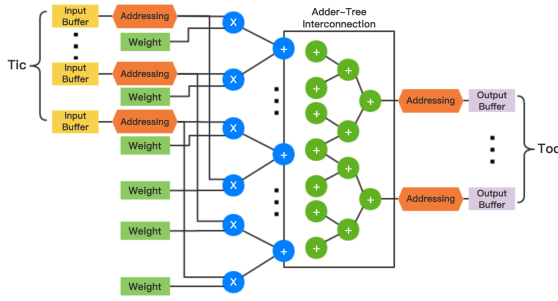 Adder-Tree
Interconnection
Input
Buffer
Addressing
Weight
X
+
Tic
Input
Buffer
Addressing
Weight
X
Input
Buffer
Addressing
Weight
X
+
Weight
X
Weight
X
+
Weight
X
+
+
+
+
+
+
+
+
+
+
+
+
+
+
Addressing
Output
Buffer
Toc
Addressing
Output
Buffer